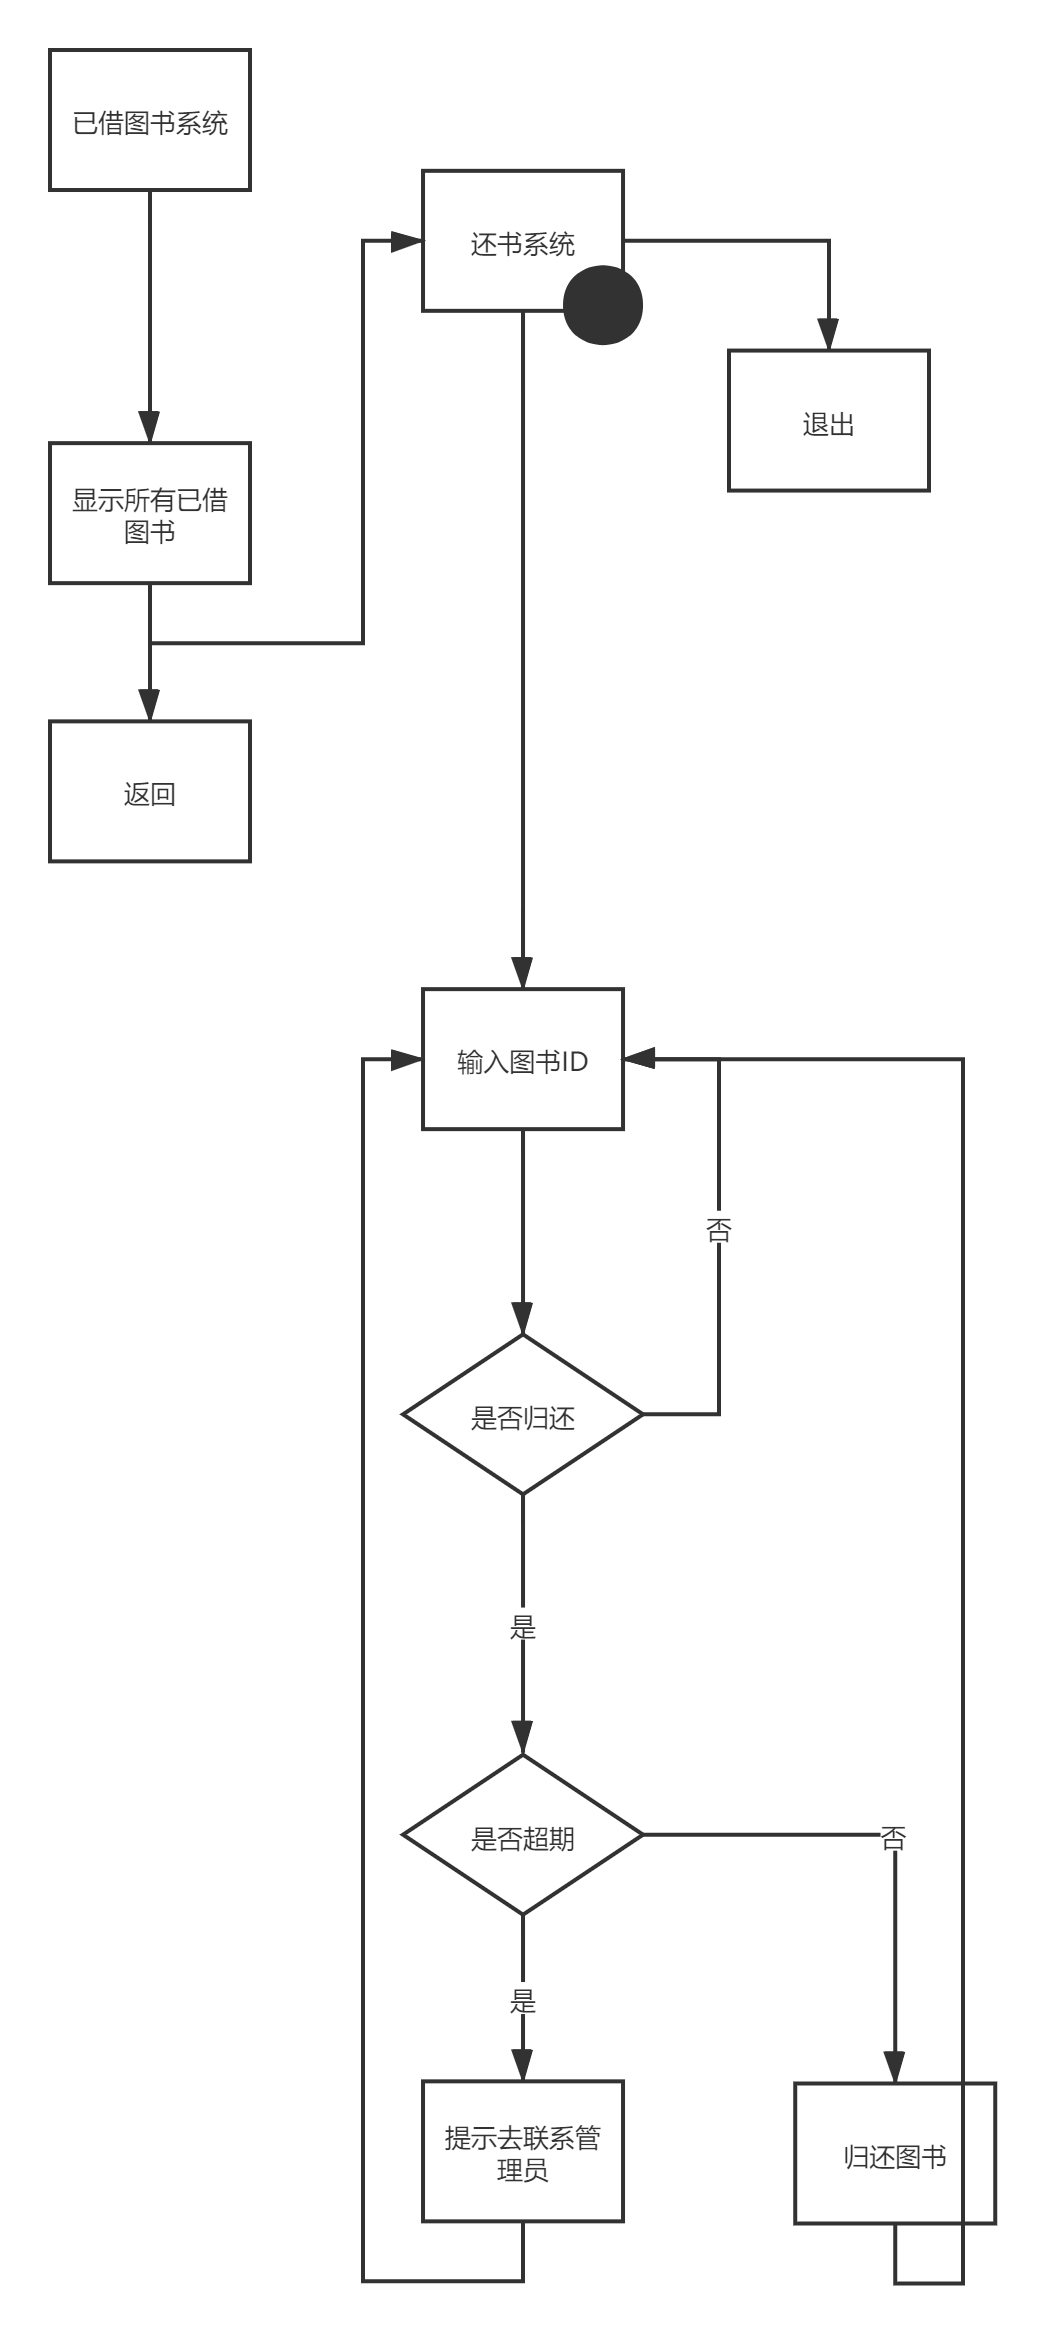 已借图书系统
还书系统
退出
显示所有已借
图书
返回
输入图书ID
否
是否归还
是
是否超期
否
是
提示去联系管
理员
归还图书